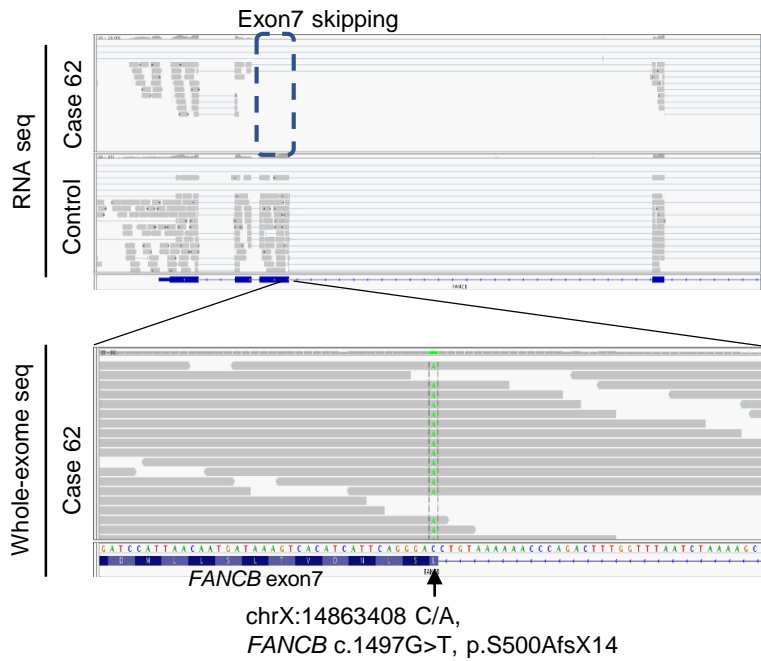 Exon7 skipping
RNA seq
Case 62
Control
FANCB
Whole-exome seq
Case 62
GATCCATTAACAATGATAAAGTCACATCATTCAGGGACCTGTAAAAAACCCAGACTTTGGTTTAATCTAAAAGC
FANCB exon7
chrX:14863408 C/A,
FANCB c.1497G>T, p.S500AfsX14